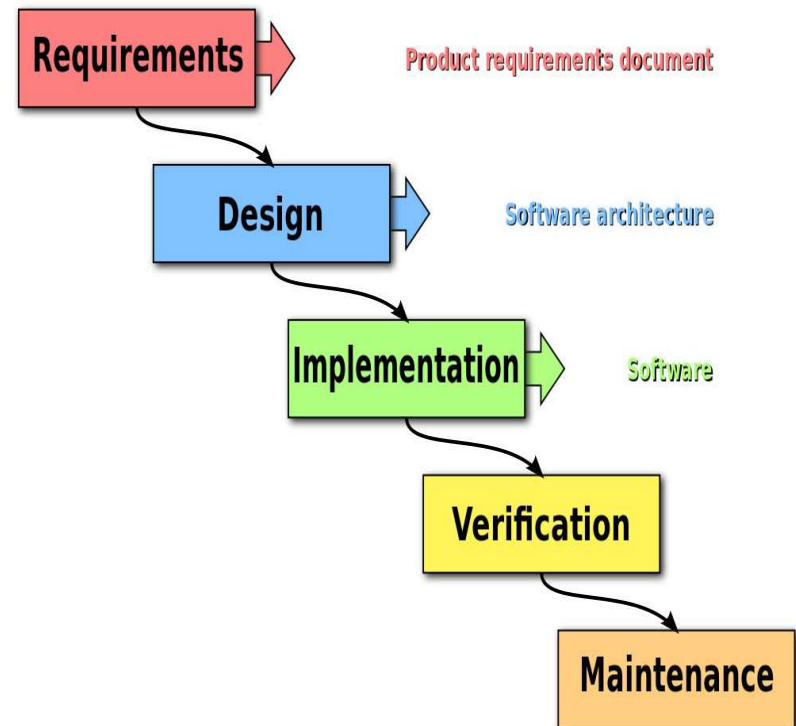 Requirements
Product requirements document
Design
Software architecture
Implementation
Software
Verification
Maintenance